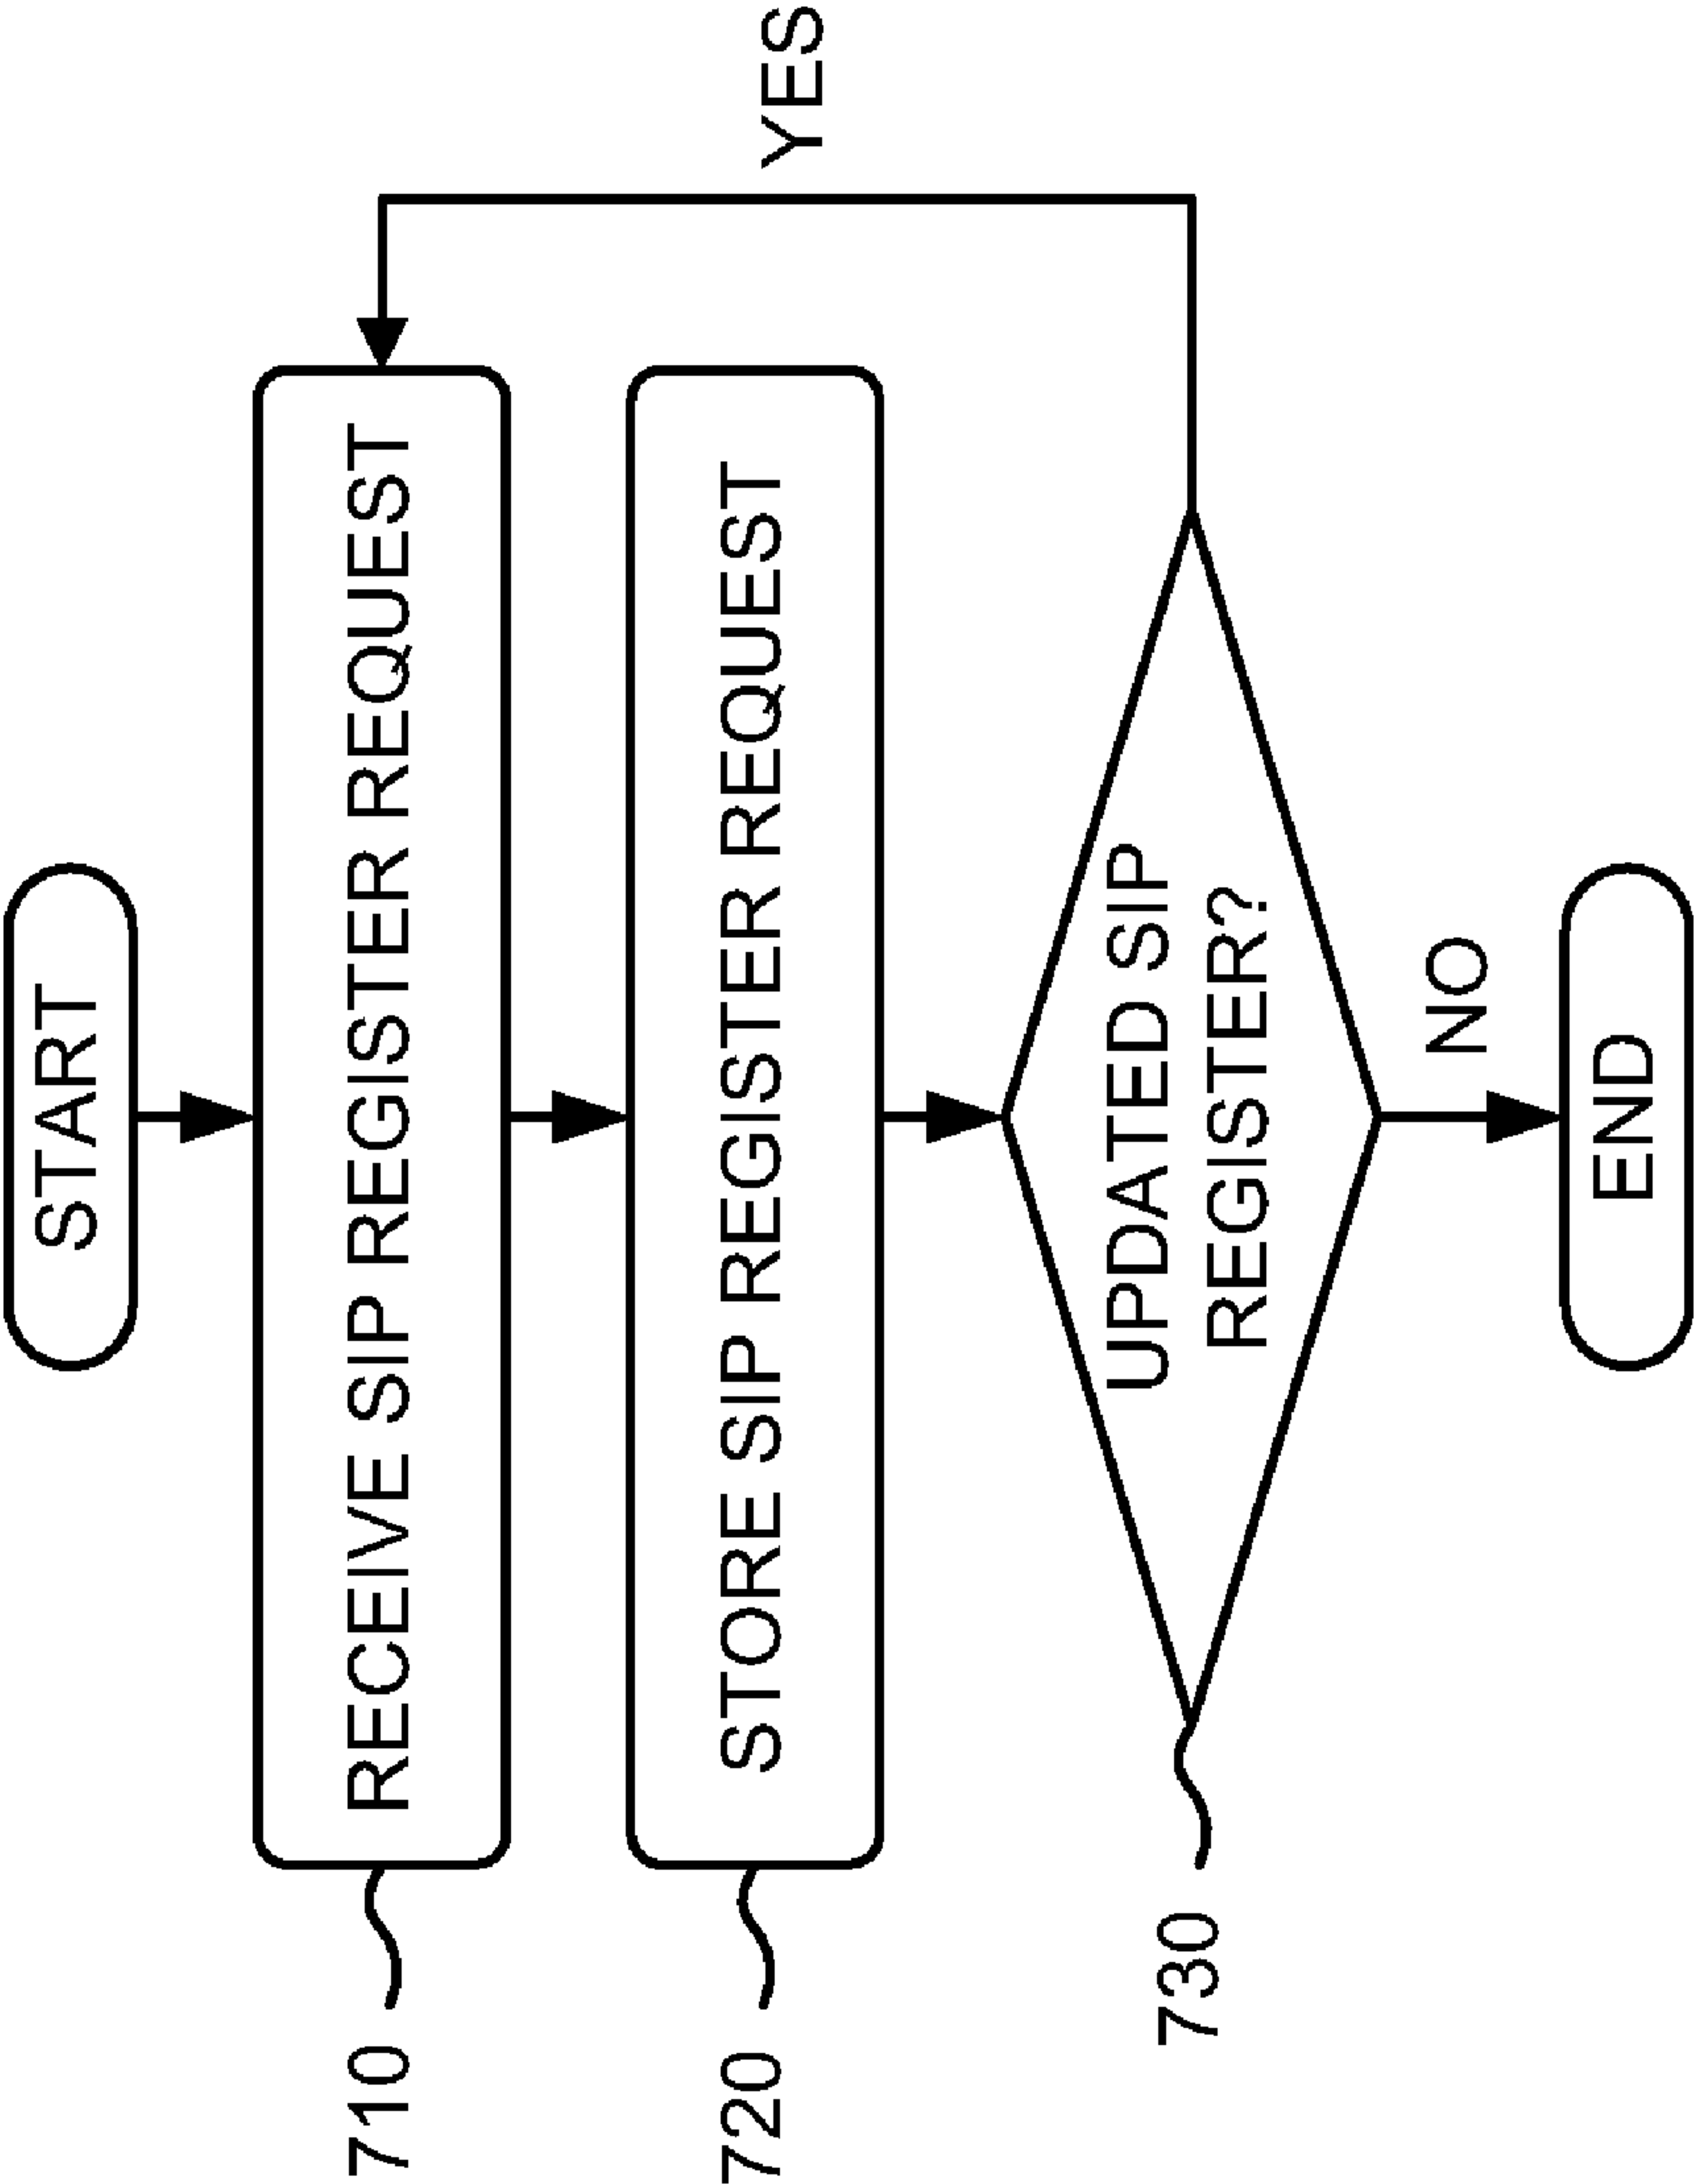 START
710
RECEIVE SIP REGISTER REQUEST
720
STORE SIP REGISTER REQUEST
YES
730
UPDATED SIP
REGISTER?
NO
END